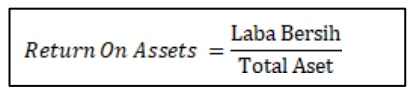 Return On Assets = Laba Bersih
Total Aset